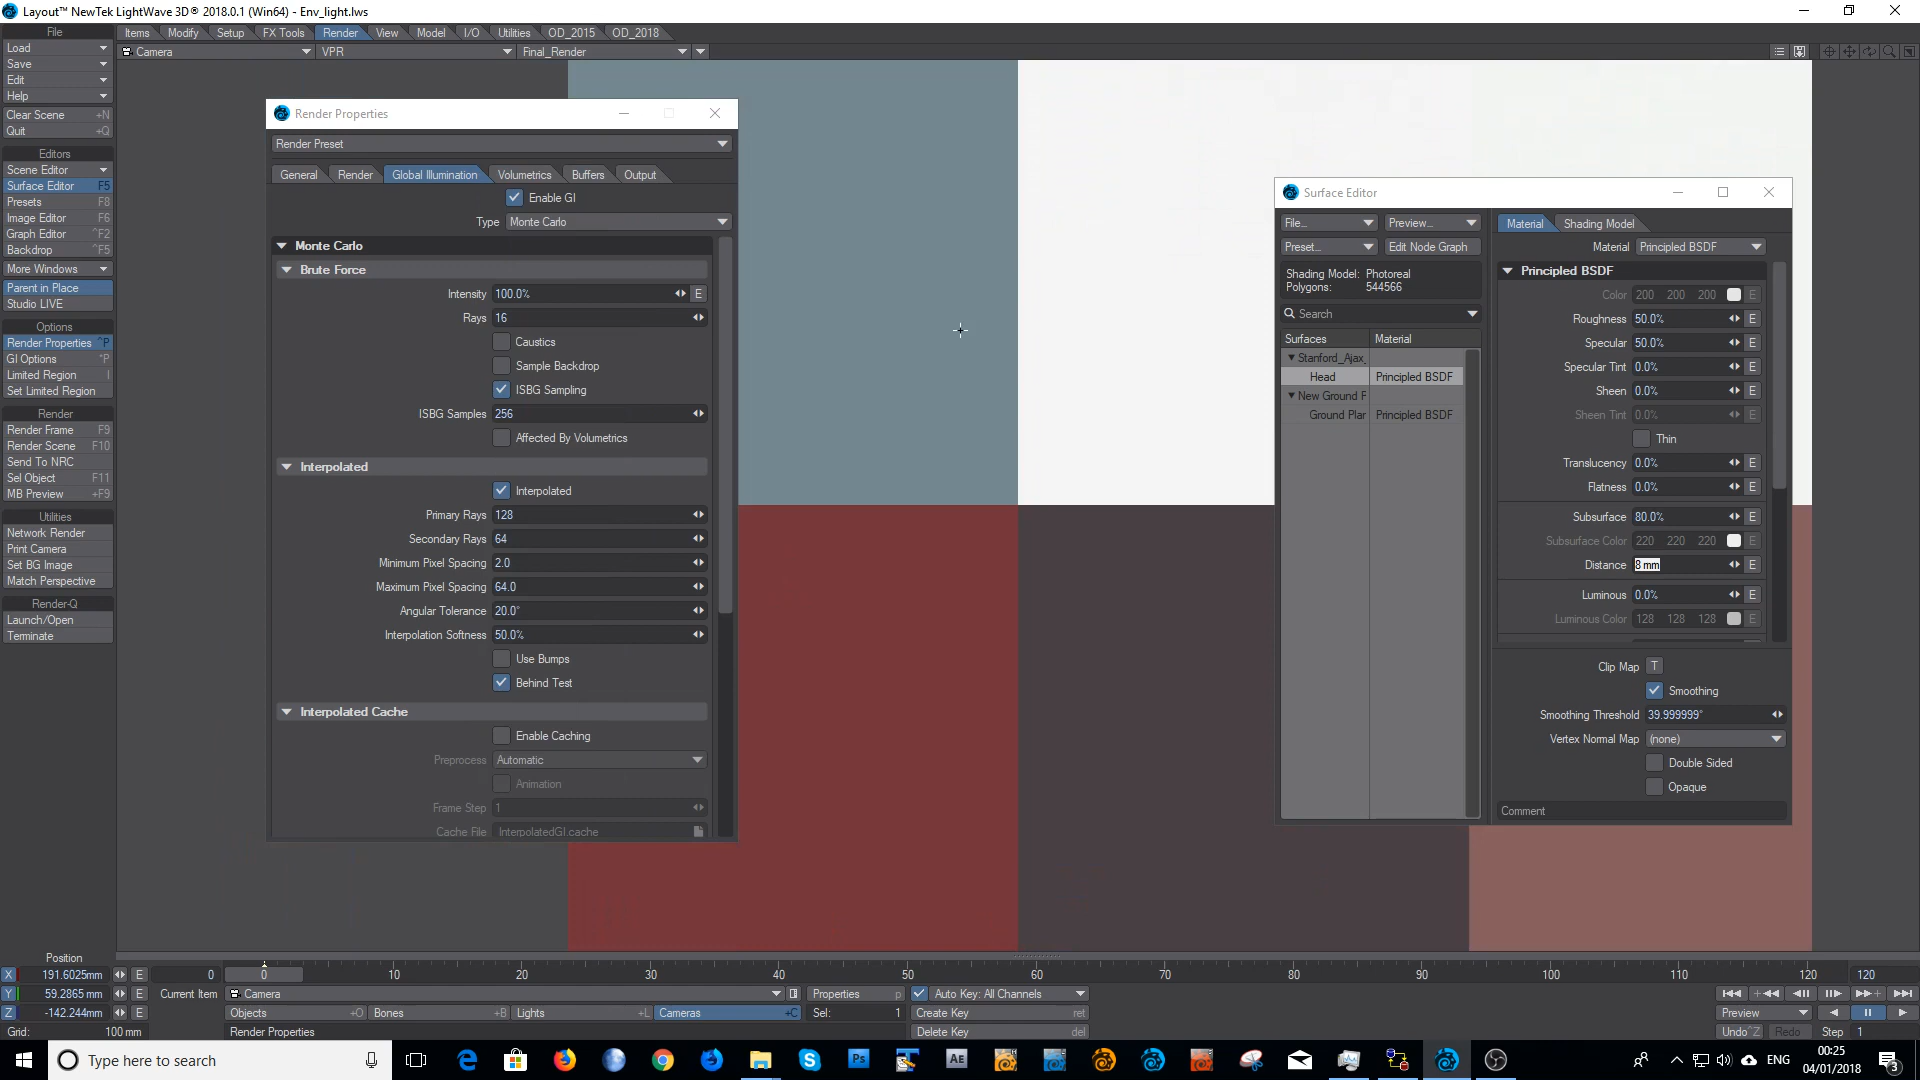 Layout™ NewTek LightWave 3D® 2018.0.1 (Win64) - Env_light.lws
File
Items Modify Setup FX Tools Render View Model I/O Utilities OD_2015 OD_2018
Load
Camera VPR Final_Render
Save
Edit
Help
Clear Scene +N
Quit +Q
Editors
Scene Editor
Surface Editor F5
Presets F8
Image Editor F6
Graph Editor ^F2
Backdrop ^F5
More Windows
Parent in Place
Studio LIVE
Options
Render Properties ^P
GI Options *P
Limited Region l
Set Limited Region
Render
Render Frame F9
Render Scene F10
Send To NRC
Sel Object F11
MB Preview +F9
Utilities
Network Render
Print Camera
Set BG Image
Match Perspective
Render-Q
Launch/Open
Terminate
Render Properties
Render Preset
General Render Global Illumination Volumetrics Buffers Output
Enable GI
Type Monte Carlo
Monte Carlo
Brute Force
Intensity 100.0% E
Rays 16
Caustics
Sample Backdrop
ISBG Sampling
ISBG Samples 256
Affected By Volumetrics
Interpolated
Interpolated
Primary Rays 128
Secondary Rays 64
Minimum Pixel Spacing 2.0
Maximum Pixel Spacing 64.0
Angular Tolerance 20.0°
Interpolation Softness 50.0%
Use Bumps
Behind Test
Interpolated Cache
Enable Caching
Preprocess Automatic
Animation
Frame Step 1
Cache File InterpolatedGI.cache
Surface Editor
File... Preview...
Preset... Edit Node Graph
Shading Model: Photoreal
Polygons: 544566
Search
Surfaces Material
Stanford_Ajax_
Head Principled BSDF
New Ground F
Ground Plar Principled BSDF
Material Shading Model
Material Principled BSDF
Principled BSDF
Color 200 200 200 E
Roughness 50.0% E
Specular 50.0% E
Specular Tint 0.0% E
Sheen 0.0% E
Sheen Tint 0.0% E
Thin
Translucency 0.0% E
Flatness 0.0% E
Subsurface 80.0% E
Subsurface Color 220 220 220 E
Distance 8 mm E
Luminous 0.0% E
Luminous Color 128 128 128 E
Clip Map T
Smoothing
Smoothing Threshold 39.999999°
Vertex Normal Map (none)
Double Sided
Opaque
Comment
Position
X 191.6025mm E 0 0 10 20 30 40 50 60 70 80 90 100 110 120 120
Y 59.2865 mm E Current Item Camera Properties p Auto Key: All Channels
Z -142.244mm E Objects +O Bones +B Lights +L Cameras +C Sel: 1 Create Key ret Preview
Grid: 100 mm Render Properties Delete Key del Undo ^Z Redo Step 1
Type here to search
ENG 00:25
04/01/2018 3